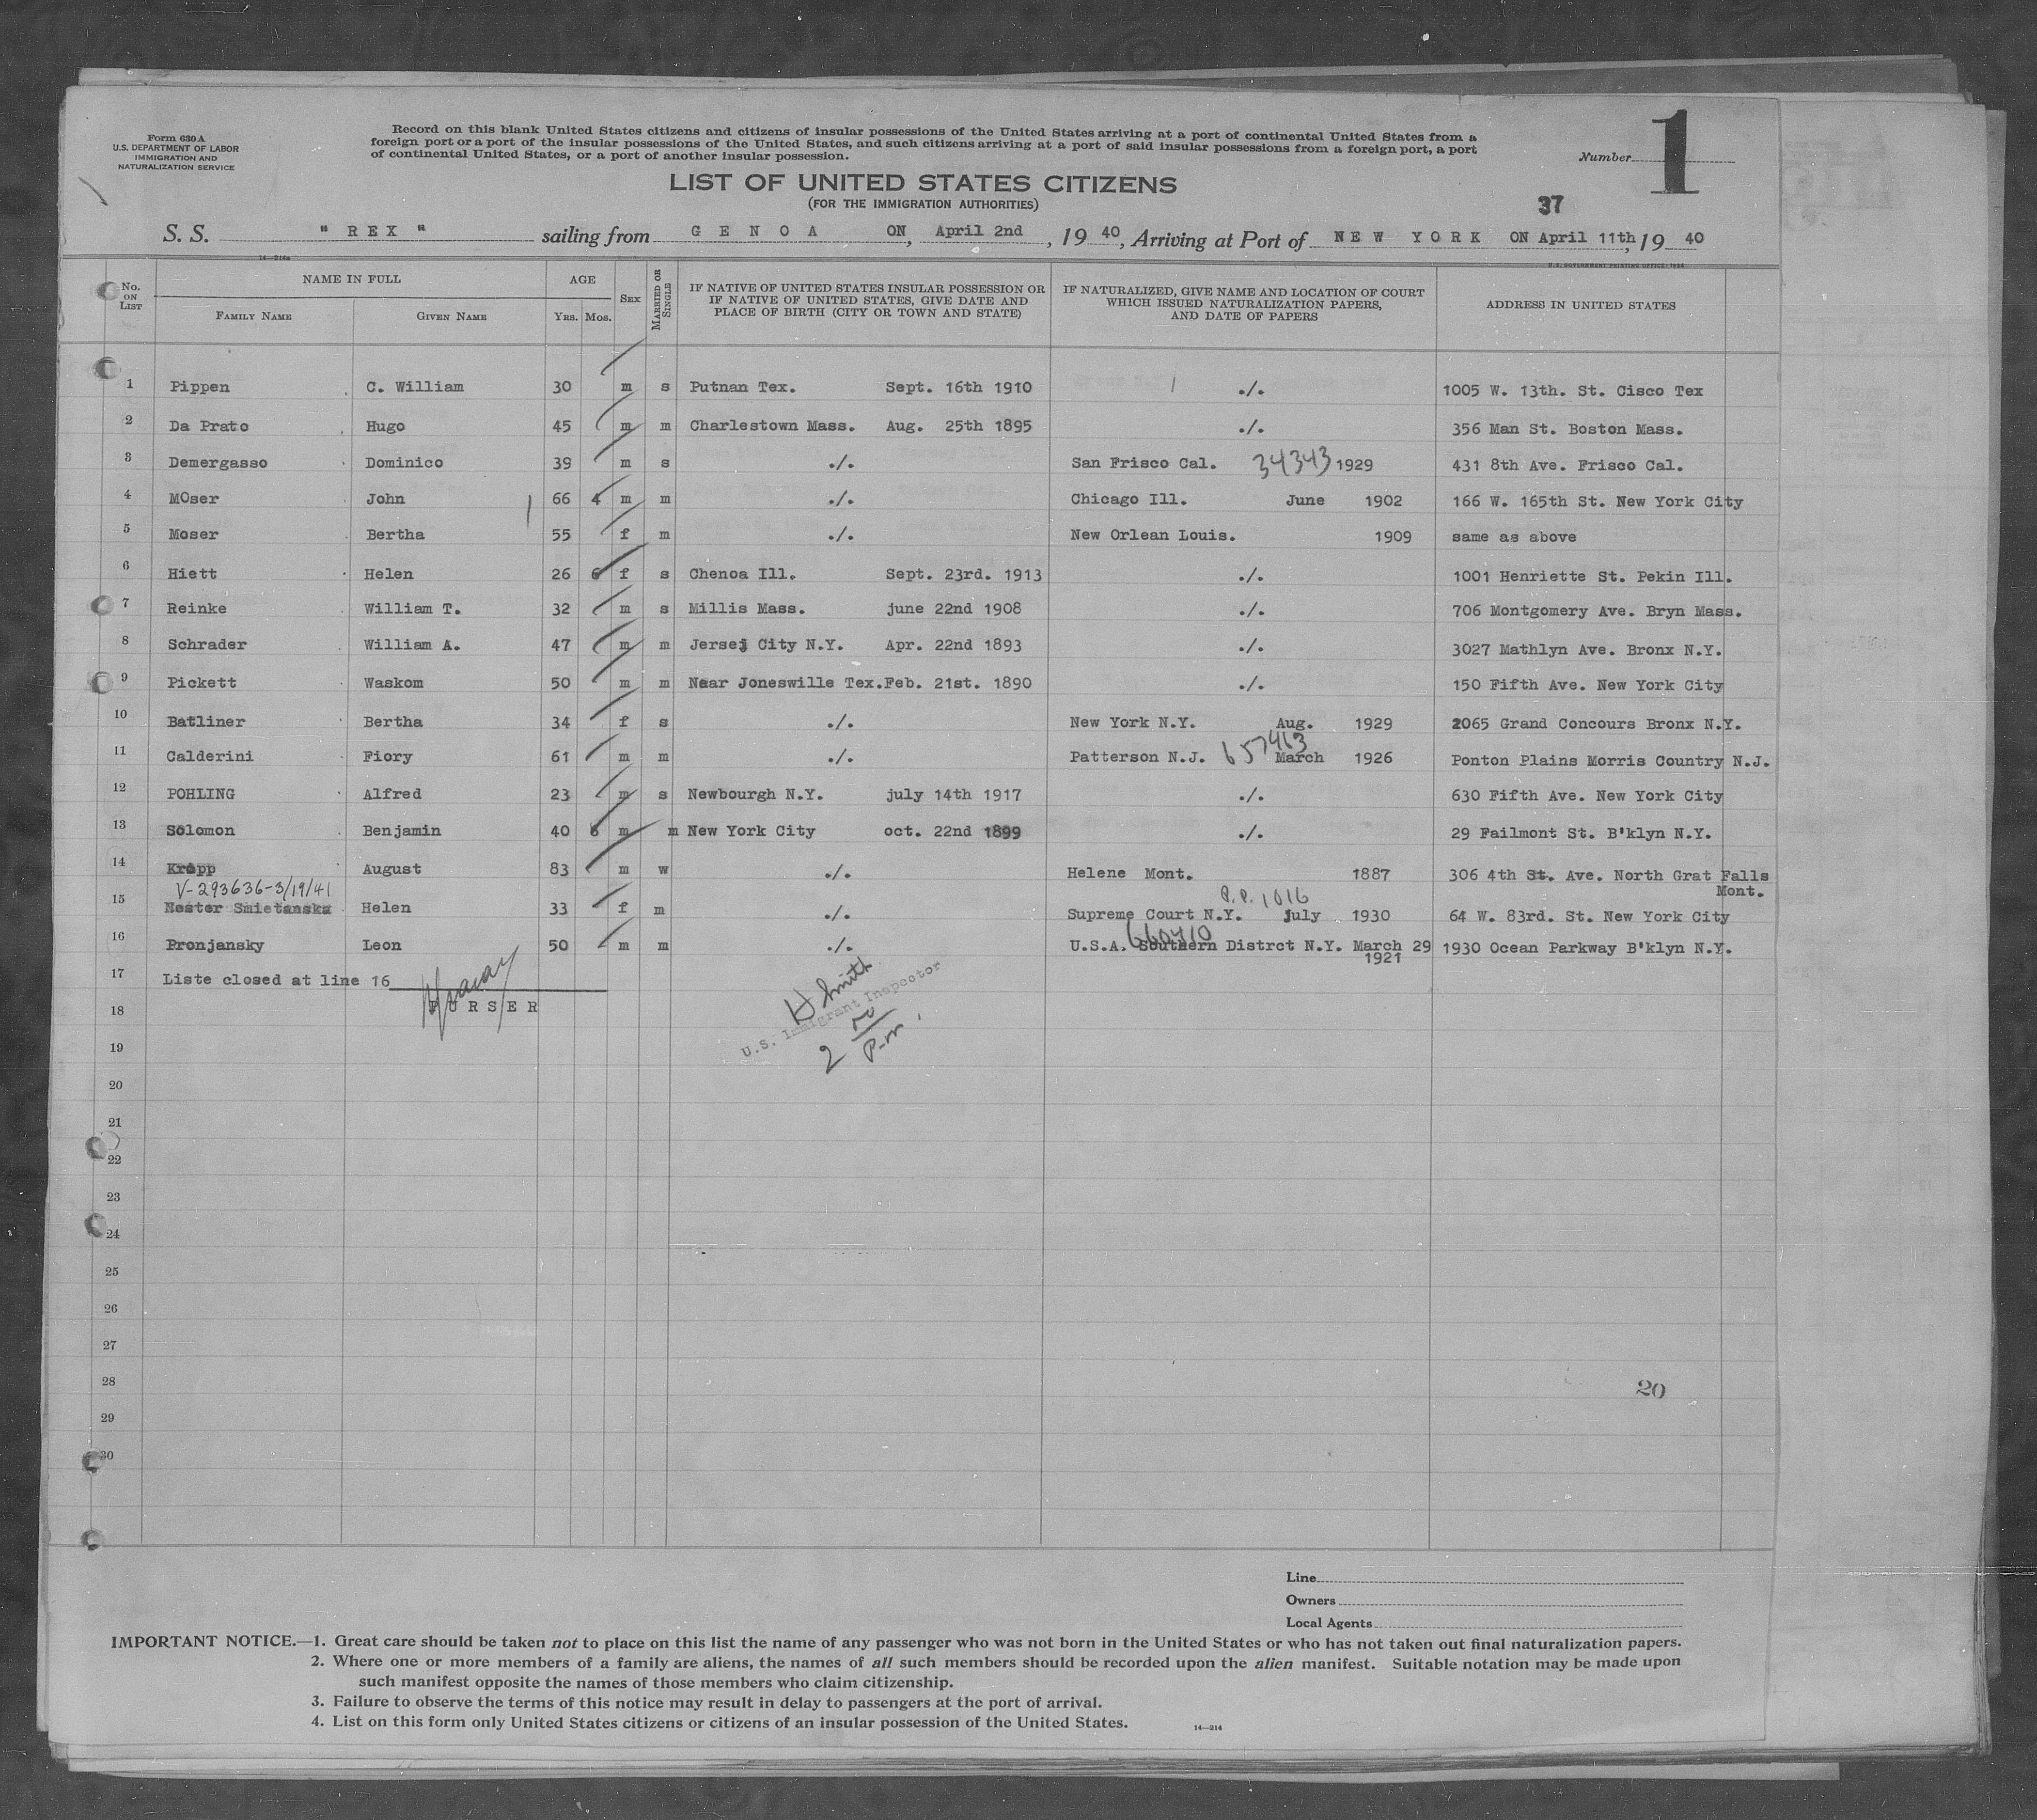 Form 630 A
U.S. DEPARTMENT OF LABOR
IMMIGRATION AND
NATURALIZATION SERVICE
Record on this blank United States citizens and citizens of insular possessions of the United States arriving at a port of continental United States from a
foreign port or a port of the insular possessions of the United States, and such citizens arriving at a port of said insular possessions from a foreign port, a port
of continental United States, or a port of another insular possession.
Number 1
LIST OF UNITED STATES CITIZENS
(FOR THE IMMIGRATION AUTHORITIES)
37
S. S. " REX " sailing from GENOA ON, April 2nd, 19 40, Arriving at Port of NEW YORK ON April 11th, 19 40
No. ON LIST NAME IN FULL AGE SEX MARRIED OR SINGLE IF NATIVE OF UNITED STATES INSULAR POSSESSION OR IF NATIVE OF UNITED STATES, GIVE DATE AND PLACE OF BIRTH (CITY OR TOWN AND STATE) IF NATURALIZED, GIVE NAME AND LOCATION OF COURT WHICH ISSUED NATURALIZATION PAPERS, AND DATE OF PAPERS ADDRESS IN UNITED STATES
FAMILY NAME GIVEN NAME YRS. MOS.
1 Pippen C. William 30 m s Putnan Tex. Sept. 16th 1910 ./. 1005 W. 13th. St. Cisco Tex
2 Da Prato Hugo 45 m m Charlestown Mass. Aug. 25th 1895 ./. 356 Man St. Boston Mass.
3 Demergasso Dominico 39 m s ./. San Frisco Cal. 34343 1929 431 8th Ave. Frisco Cal.
4 MOser John 66 4 m m ./. Chicago Ill. June 1902 166 W. 165th St. New York City
5 Moser Bertha 55 f m ./. New Orlean Louis. 1909 same as above
6 Hiett Helen 26 6 f s Chenoa Ill. Sept. 23rd. 1913 ./. 1001 Henriette St. Pekin Ill.
7 Reinke William T. 32 m s Millis Mass. june 22nd 1908 ./. 706 Montgomery Ave. Bryn Mass.
8 Schrader William A. 47 m m Jersej City N.Y. Apr. 22nd 1893 ./. 3027 Mathlyn Ave. Bronx N.Y.
9 Pickett Waskom 50 m m Near Joneswille Tex. Feb. 21st. 1890 ./. 150 Fifth Ave. New York City
10 Batliner Bertha 34 f s ./. New York N.Y. Aug. 1929 2065 Grand Concours Bronx N.Y.
11 Calderini Fiory 61 m m ./. Patterson N.J. 657463 March 1926 Ponton Plains Morris Country N.J.
12 POHLING Alfred 23 m s Newbourgh N.Y. july 14th 1917 ./. 630 Fifth Ave. New York City
13 Solomon Benjamin 40 6 m m New York City oct. 22nd 1899 ./. 29 Failmont St. B'klyn N.Y.
14 Kropp August 83 m w ./. Helene Mont. 1887 306 4th St. Ave. North Grat Falls Mont.
V-293636-3/19/41
15 Nester Smietanska Helen 33 f m ./. Supreme Court N.Y. P.P. 1016 July 1930 64 W. 83rd. St. New York City
16 Pronjansky Leon 50 m m ./. U.S.A. 660410 Southern Distrct N.Y. March 29 1921 1930 Ocean Parkway B'klyn N.Y.
17 Liste closed at line 16
PURSER
H Smith
U.S. Immigrant Inspector
2 20 P.m.
18
19
20
21
22
23
24
25
26
27
28 20
29
30
Line
Owners
Local Agents
IMPORTANT NOTICE.—1. Great care should be taken not to place on this list the name of any passenger who was not born in the United States or who has not taken out final naturalization papers.
2. Where one or more members of a family are aliens, the names of all such members should be recorded upon the alien manifest. Suitable notation may be made upon
such manifest opposite the names of those members who claim citizenship.
3. Failure to observe the terms of this notice may result in delay to passengers at the port of arrival.
4. List on this form only United States citizens or citizens of an insular possession of the United States.
14—214